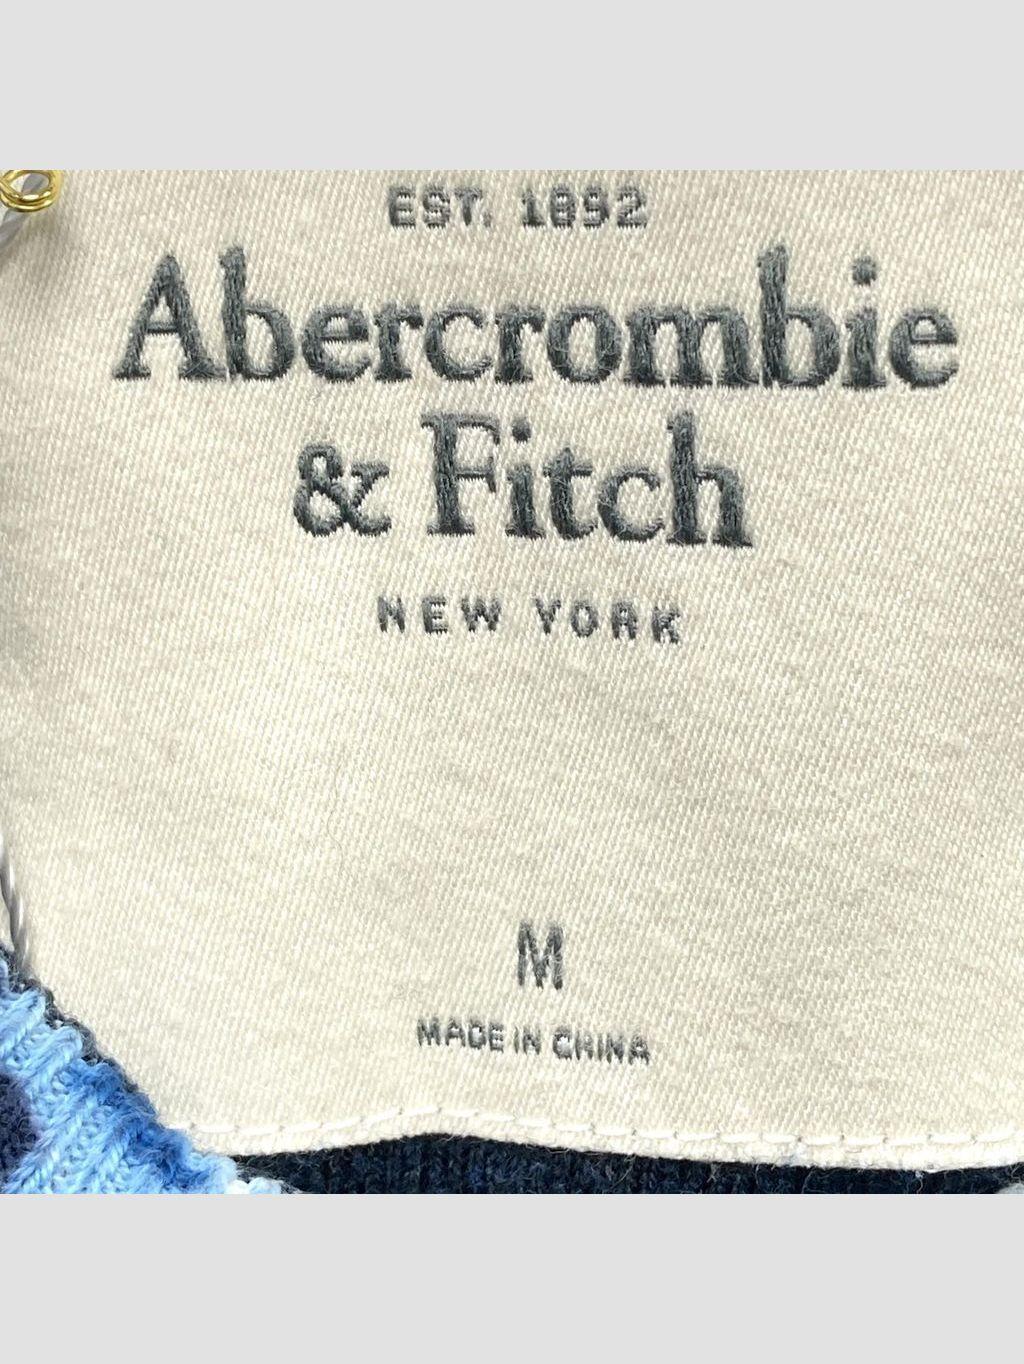 EST. 1892
Abercrombie
& Fitch
NEW YORK
M
MADE IN CHINA